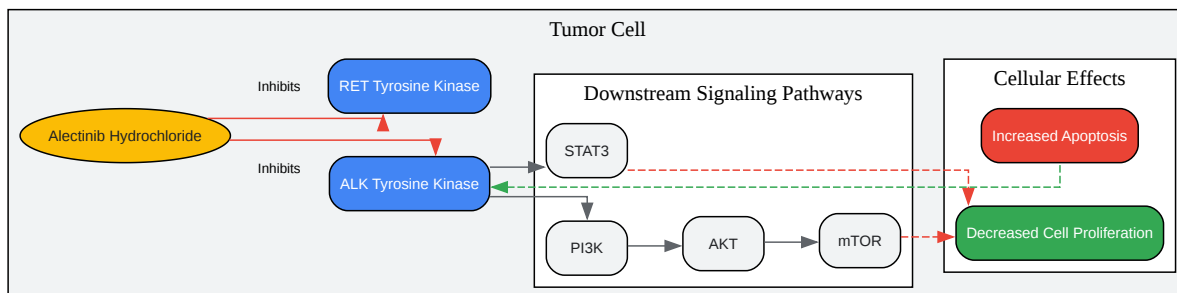 Tumor Cell
Inhibits
RET Tyrosine Kinase
Alectinib Hydrochloride
Inhibits
ALK Tyrosine Kinase
Downstream Signaling Pathways
STAT3
PI3K
AKT
mTOR
Cellular Effects
Increased Apoptosis
Decreased Cell Proliferation